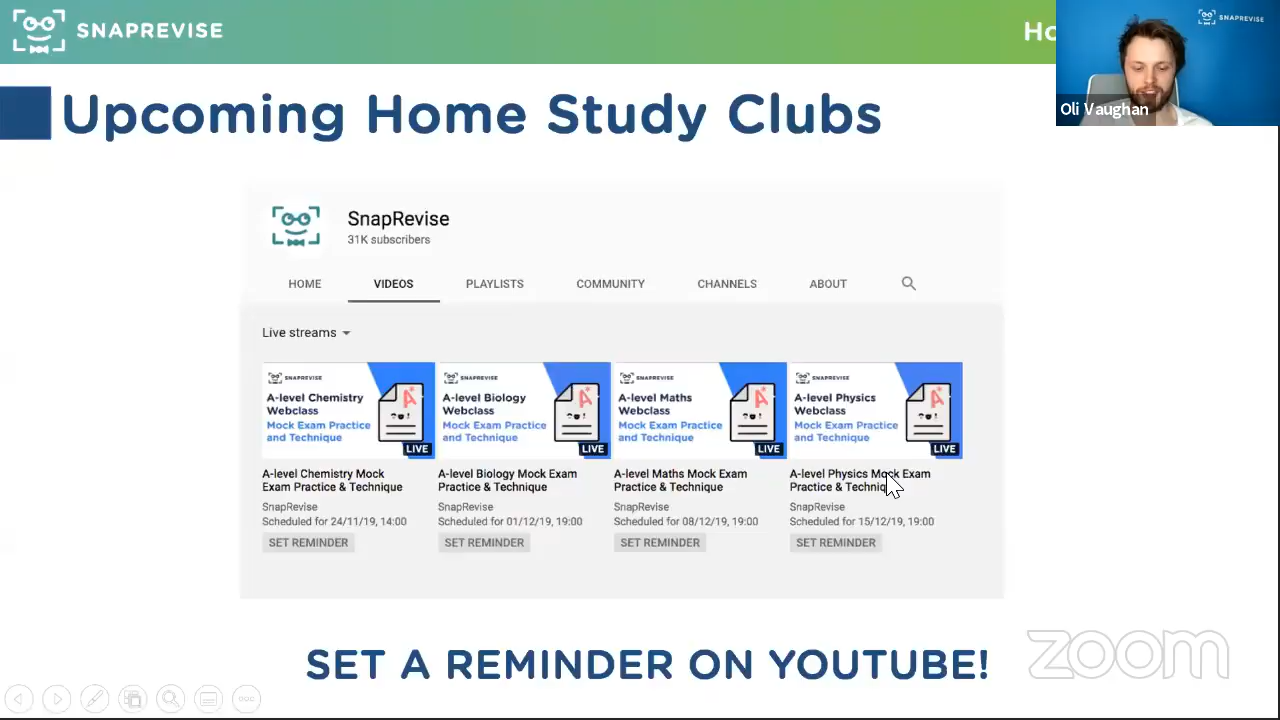 SNAPREVISE
Ho
SNAPREVISE
Oli Vaughan
Upcoming Home Study Clubs
SnapRevise
31K subscribers
HOME VIDEOS PLAYLISTS COMMUNITY CHANNELS ABOUT
Live streams
SNAPREVISE
A-level Chemistry
Webclass
Mock Exam Practice
and Technique
A
LIVE
A-level Chemistry Mock
Exam Practice & Technique
SnapRevise
Scheduled for 24/11/19, 14:00
SET REMINDER
SNAPREVISE
A-level Biology
Webclass
Mock Exam Practice
and Technique
A
LIVE
A-level Biology Mock Exam
Practice & Technique
SnapRevise
Scheduled for 01/12/19, 19:00
SET REMINDER
SNAPREVISE
A-level Maths
Webclass
Mock Exam Practice
and Technique
A
LIVE
A-level Maths Mock Exam
Practice & Technique
SnapRevise
Scheduled for 08/12/19, 19:00
SET REMINDER
SNAPREVISE
A-level Physics
Webclass
Mock Exam Practice
and Technique
A
LIVE
A-level Physics Mock Exam
Practice & Techniq
SnapRevise
Scheduled for 15/12/19, 19:00
SET REMINDER
SET A REMINDER ON YOUTUBE!
zoom